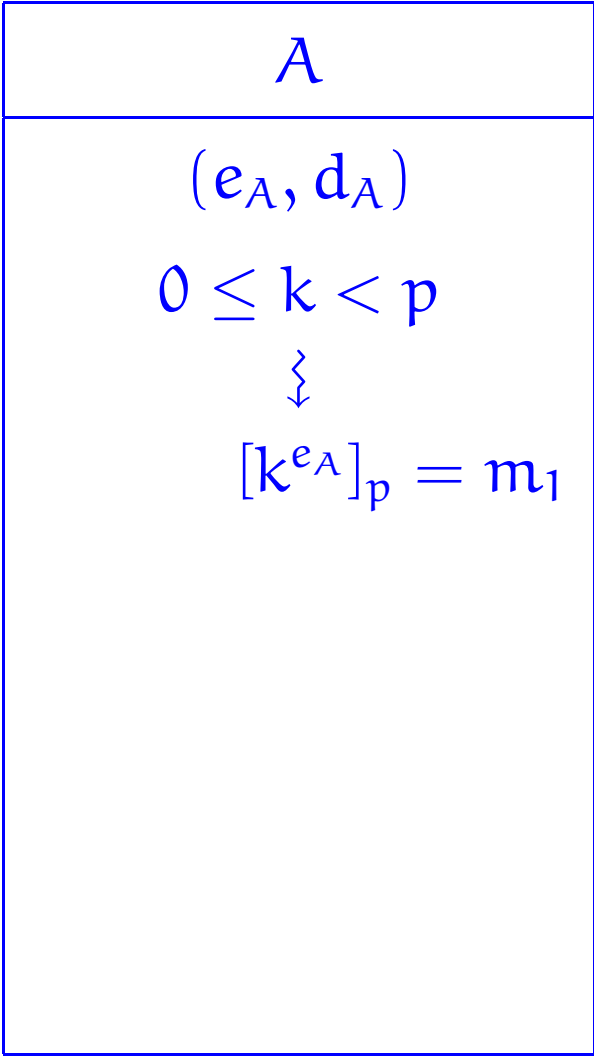 A
(e_A, d_A)
0 ≤ k < p
↓
[k^{e_A}]_p = m_1